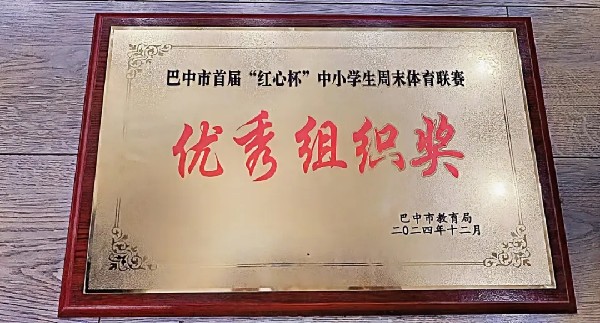 巴中市首届“红心杯”中小学生周末体育联赛
优秀组织奖
巴中市教育局
二〇二四年十二月